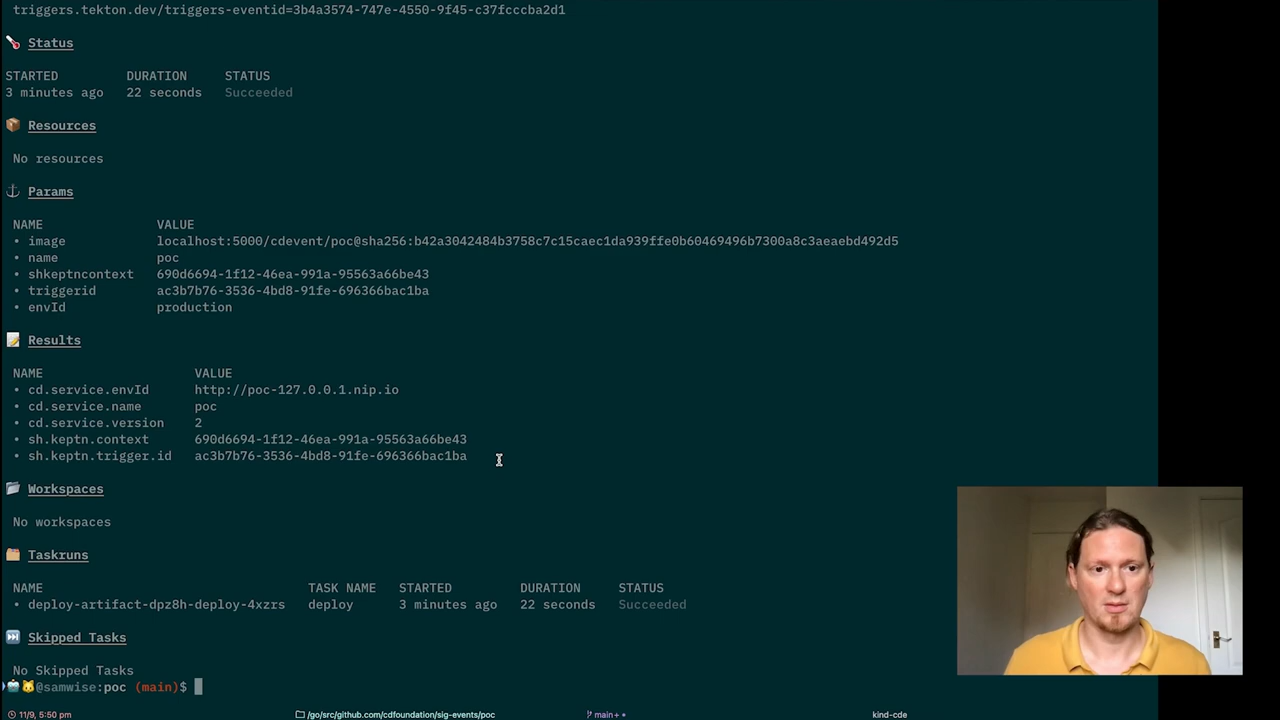 triggers.tekton.dev/triggers-eventid=3b4a3574-747e-4550-9f45-c37fcccba2d1
Status
STARTED DURATION STATUS
3 minutes ago 22 seconds Succeeded
Resources
No resources
Params
NAME VALUE
• image localhost:5000/cdevent/poc@sha256:b42a3042484b3758c7c15caec1da939ffe0b60469496b7300a8c3aeaebd492d5
• name poc
• shkeptncontext 690d6694-1f12-46ea-991a-95563a66be43
• triggerid ac3b7b76-3536-4bd8-91fe-696366bac1ba
• envId production
Results
NAME VALUE
• cd.service.envId http://poc-127.0.0.1.nip.io
• cd.service.name poc
• cd.service.version 2
• sh.keptn.context 690d6694-1f12-46ea-991a-95563a66be43
• sh.keptn.trigger.id ac3b7b76-3536-4bd8-91fe-696366bac1ba
Workspaces
No workspaces
Taskruns
NAME TASK NAME STARTED DURATION STATUS
• deploy-artifact-dpz8h-deploy-4xzrs deploy 3 minutes ago 22 seconds Succeeded
Skipped Tasks
No Skipped Tasks
@samwise:poc (main)$
11/9, 5:50 pm /go/src/github.com/cdfoundation/sig-events/poc main+ • kind-cde